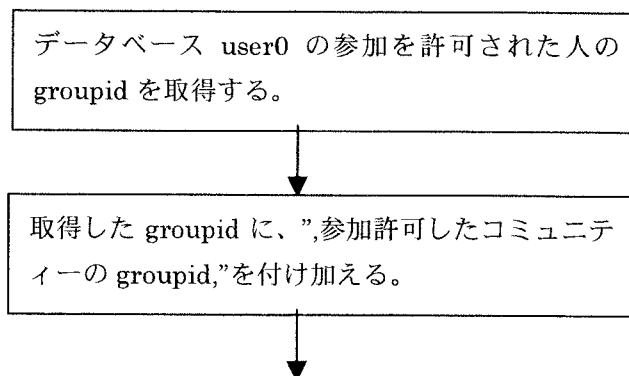 データベース user0 の参加を許可された人の
groupid を取得する。
取得した groupid に、”,参加許可したコミュニテ
ィーの groupid,”を付け加える。